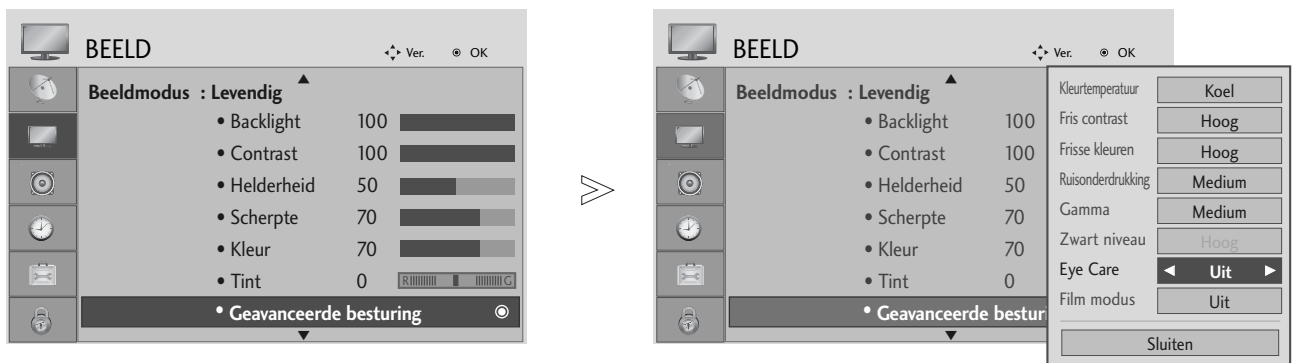 BEELD
Ver. OK
Beeldmodus : Levendig
• Backlight 100
• Contrast 100
• Helderheid 50
• Scherpte 70
• Kleur 70
• Tint 0 R G
• Geavanceerde besturing
BEELD
Ver. OK
Beeldmodus : Levendig
• Backlight 100
• Contrast 100
• Helderheid 50
• Scherpte 70
• Kleur 70
• Tint 0
• Geavanceerde bestur
Kleurtemperatuur Koel
Fris contrast Hoog
Frisse kleuren Hoog
Ruisonderdrukking Medium
Gamma Medium
Zwart niveau Hoog
Eye Care ◄ Uit ►
Film modus Uit
Sluiten